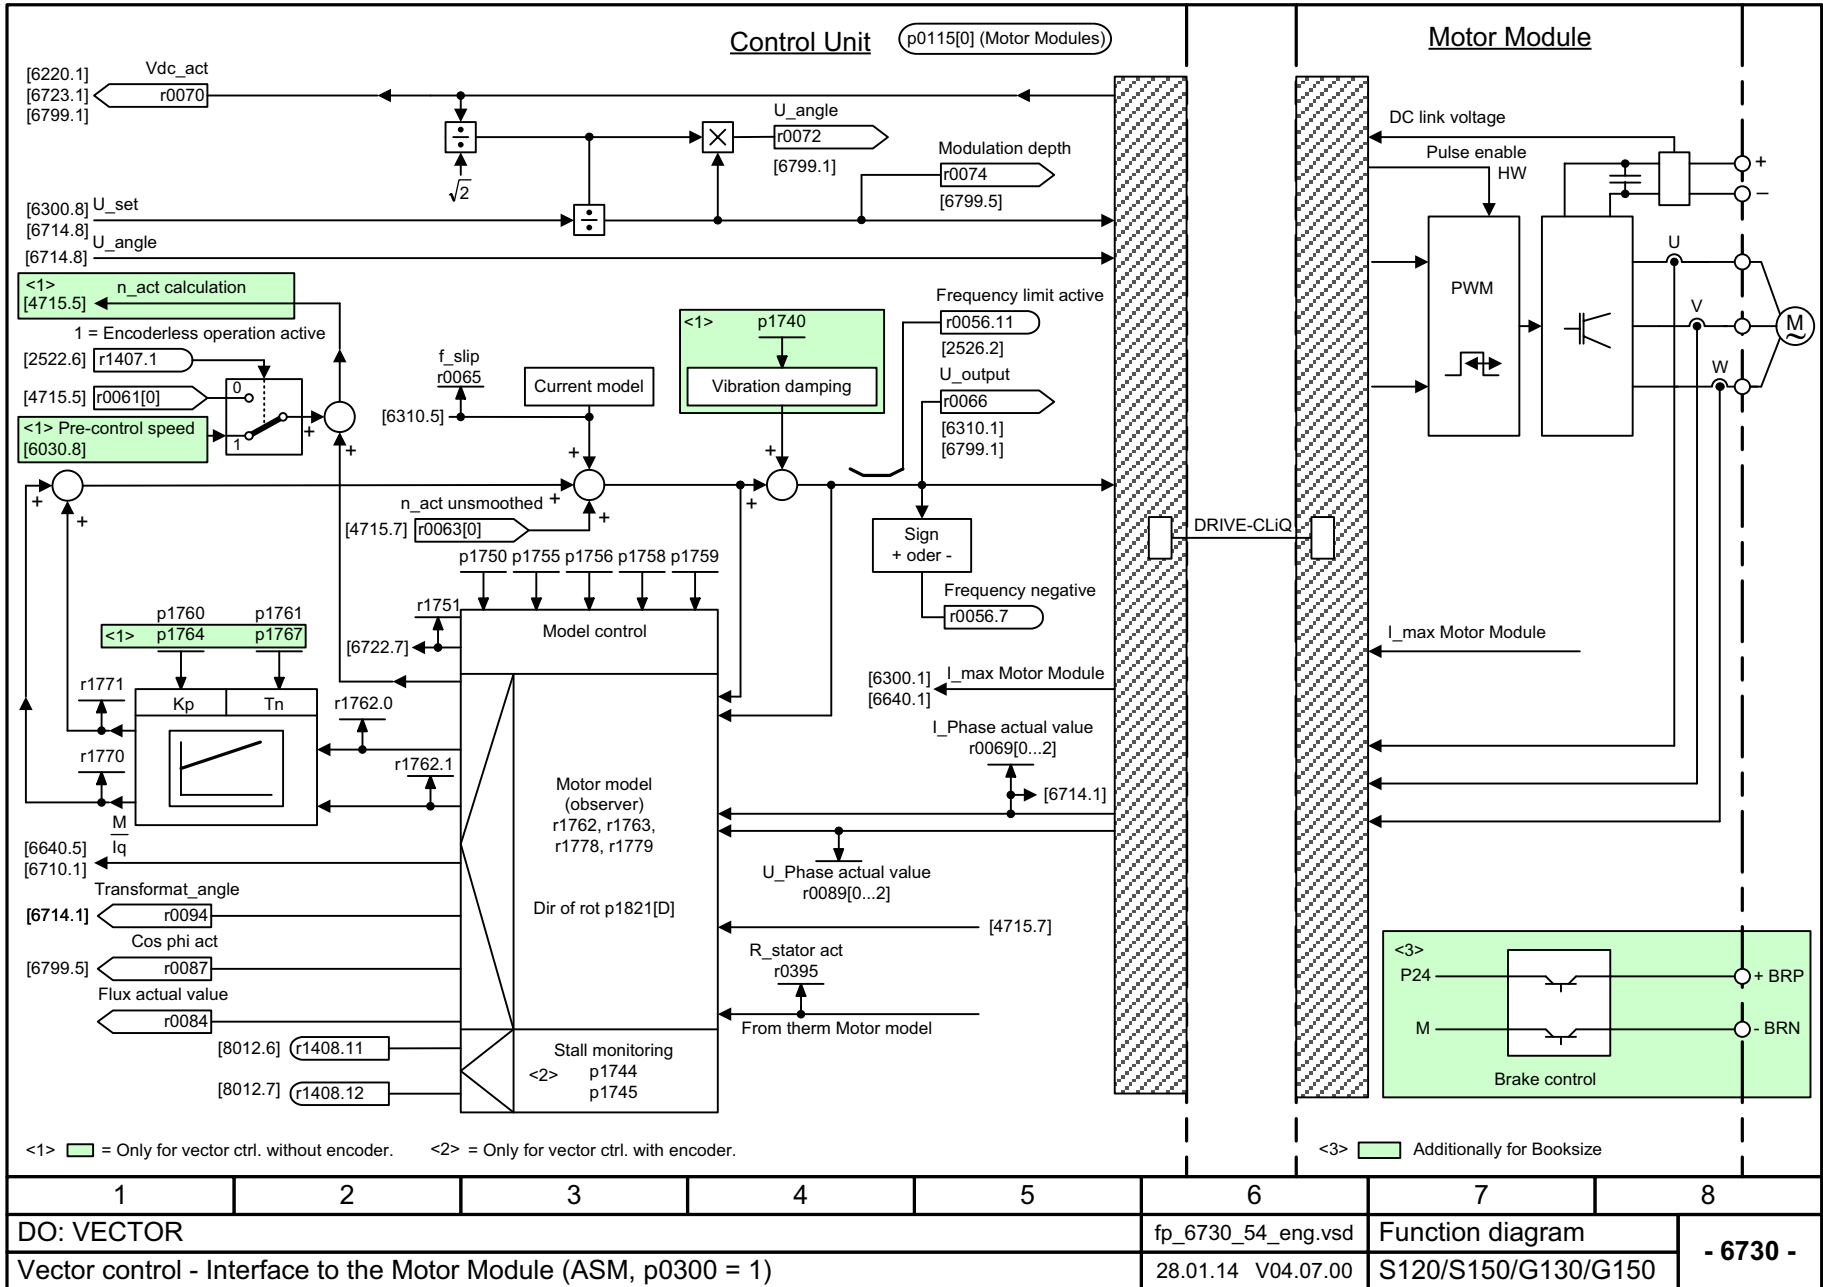 Control Unit
p0115[0] (Motor Modules)
Motor Module
[6220.1]
[6723.1]
[6799.1]
Vdc_act
r0070
÷
√2
×
U_angle
r0072
[6799.1]
Modulation depth
r0074
[6799.5]
[6300.8]
[6714.8]
U_set
÷
U_angle
[6714.8]
<1> n_act calculation
[4715.5]
1 = Encoderless operation active
[2522.6] r1407.1
[4715.5] r0061[0]
0
1
<1> Pre-control speed
[6030.8]
+
+
f_slip
r0065
[6310.5]
Current model
<1> p1740
Vibration damping
Frequency limit active
r0056.11
[2526.2]
U_output
r0066
[6310.1]
[6799.1]
+
+
+
+
+
+
+
n_act unsmoothed
[4715.7] r0063[0]
Sign
+ oder -
Frequency negative
r0056.7
p1750 p1755 p1756 p1758 p1759
r1751
[6722.7]
Model control
p1760 p1761
<1> p1764 p1767
Kp Tn
r1771
r1770
r1762.0
r1762.1
Motor model
(observer)
r1762, r1763,
r1778, r1779
Dir of rot p1821[D]
[6300.1]
[6640.1]
I_max Motor Module
I_Phase actual value
r0069[0...2]
[6714.1]
U_Phase actual value
r0089[0...2]
[4715.7]
R_stator act
r0395
From therm Motor model
M
Iq
[6640.5]
[6710.1]
Transformat_angle
[6714.1] r0094
Cos phi act
[6799.5] r0087
Flux actual value
r0084
[8012.6] r1408.11
[8012.7] r1408.12
Stall monitoring
<2> p1744
p1745
DRIVE-CLiQ
DC link voltage
Pulse enable
HW
+
–
PWM
U
V
W
M
~
I_max Motor Module
<3>
P24
+ BRP
M
- BRN
Brake control
<1> = Only for vector ctrl. without encoder.
<2> = Only for vector ctrl. with encoder.
<3> Additionally for Booksize
1 2 3 4 5 6 7 8
DO: VECTOR
fp_6730_54_eng.vsd
Function diagram
- 6730 -
Vector control - Interface to the Motor Module (ASM, p0300 = 1)
28.01.14 V04.07.00
S120/S150/G130/G150